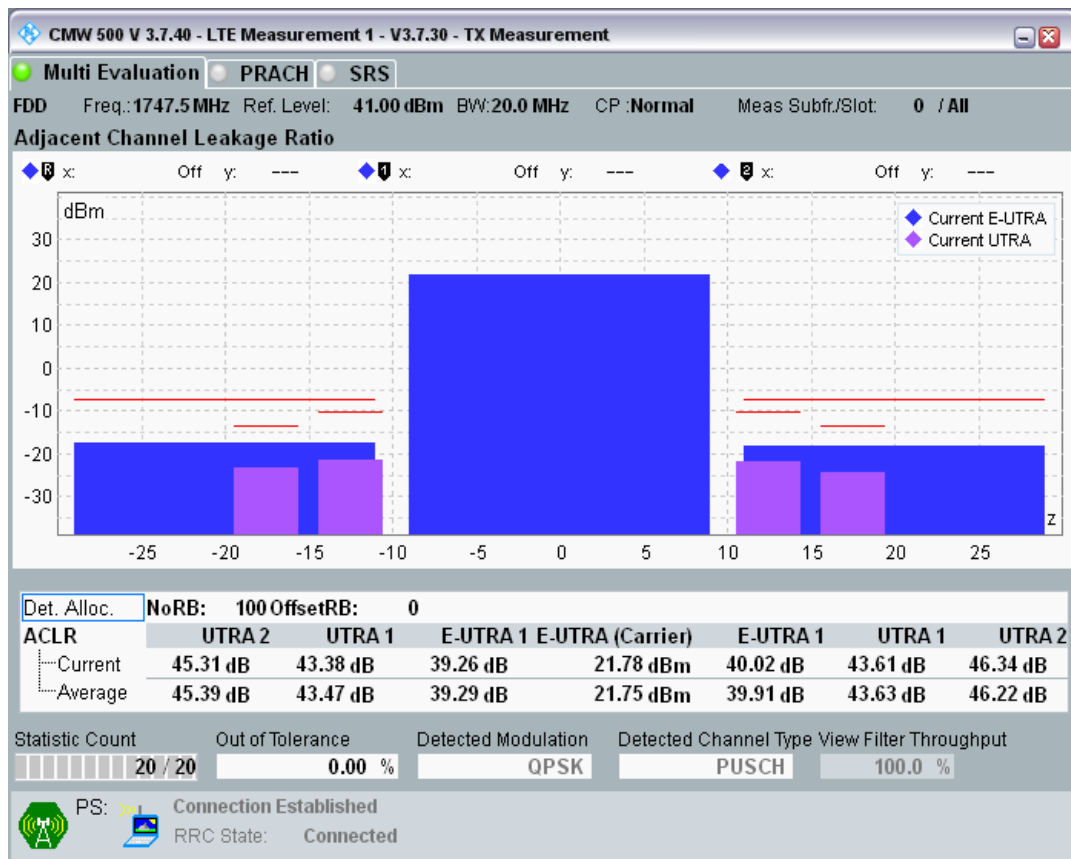 CMW 500 V 3.7.40 - LTE Measurement 1 - V3.7.30 - TX Measurement
Multi Evaluation PRACH SRS
FDD Freq.:1747.5 MHz Ref. Level: 41.00 dBm BW:20.0 MHz CP :Normal Meas Subfr./Slot: 0 / All
Adjacent Channel Leakage Ratio
R x: Off y: --- 1 x: Off y: --- 2 x: Off y: ---
dBm
Current E-UTRA
Current UTRA
30
20
10
0
-10
-20
-30
z
-25 -20 -15 -10 -5 0 5 10 15 20 25
Det. Alloc. NoRB: 100 OffsetRB: 0
ACLR UTRA 2 UTRA 1 E-UTRA 1 E-UTRA (Carrier) E-UTRA 1 UTRA 1 UTRA 2
Current 45.31 dB 43.38 dB 39.26 dB 21.78 dBm 40.02 dB 43.61 dB 46.34 dB
Average 45.39 dB 43.47 dB 39.29 dB 21.75 dBm 39.91 dB 43.63 dB 46.22 dB
Statistic Count Out of Tolerance Detected Modulation Detected Channel Type View Filter Throughput
20 / 20 0.00 % QPSK PUSCH 100.0 %
PS: Connection Established
RRC State: Connected